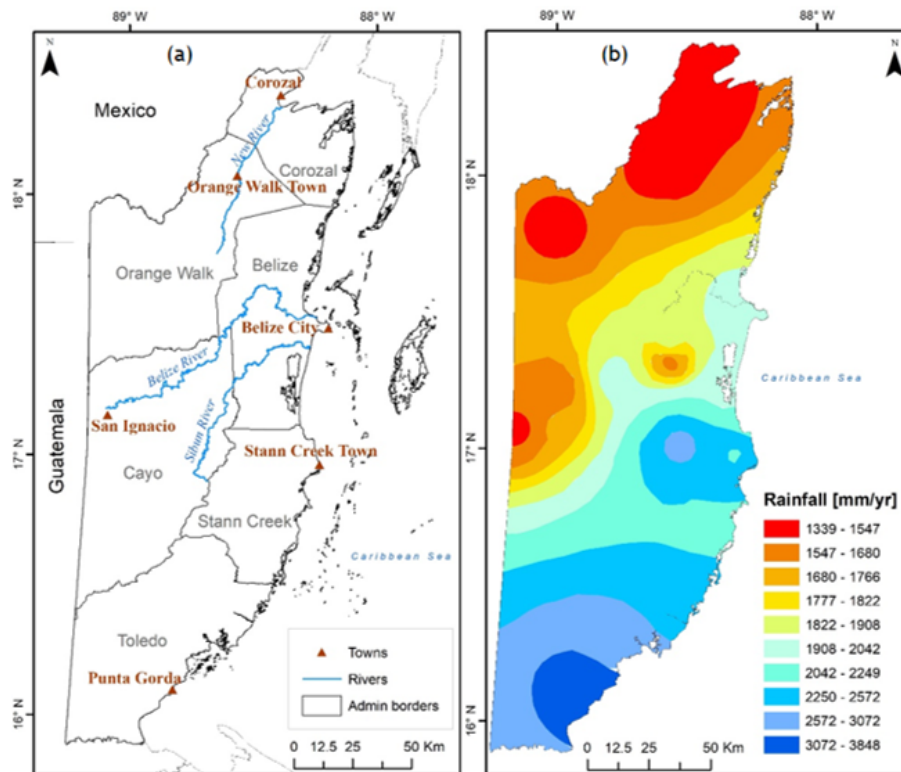 89° W
88° W
(a)
Corozal
Mexico
New River
Corozal
Orange Walk Town
18° N
Orange Walk
Belize
Belize City
Belize River
Caribbean Sea
San Ignacio
Sibun River
Stann Creek Town
17° N
Guatemala
Cayo
Stann Creek
Caribbean Sea
Toledo
Towns
Punta Gorda
Rivers
Admin borders
16° N
0 12.5 25 50 Km
89° W
88° W
(b)
18° N
Caribbean Sea
17° N
Rainfall [mm/yr]
1339 - 1547
1547 - 1680
1680 - 1766
1777 - 1822
1822 - 1908
1908 - 2042
2042 - 2249
2250 - 2572
2572 - 3072
3072 - 3848
16° N
0 12.5 25 50 Km